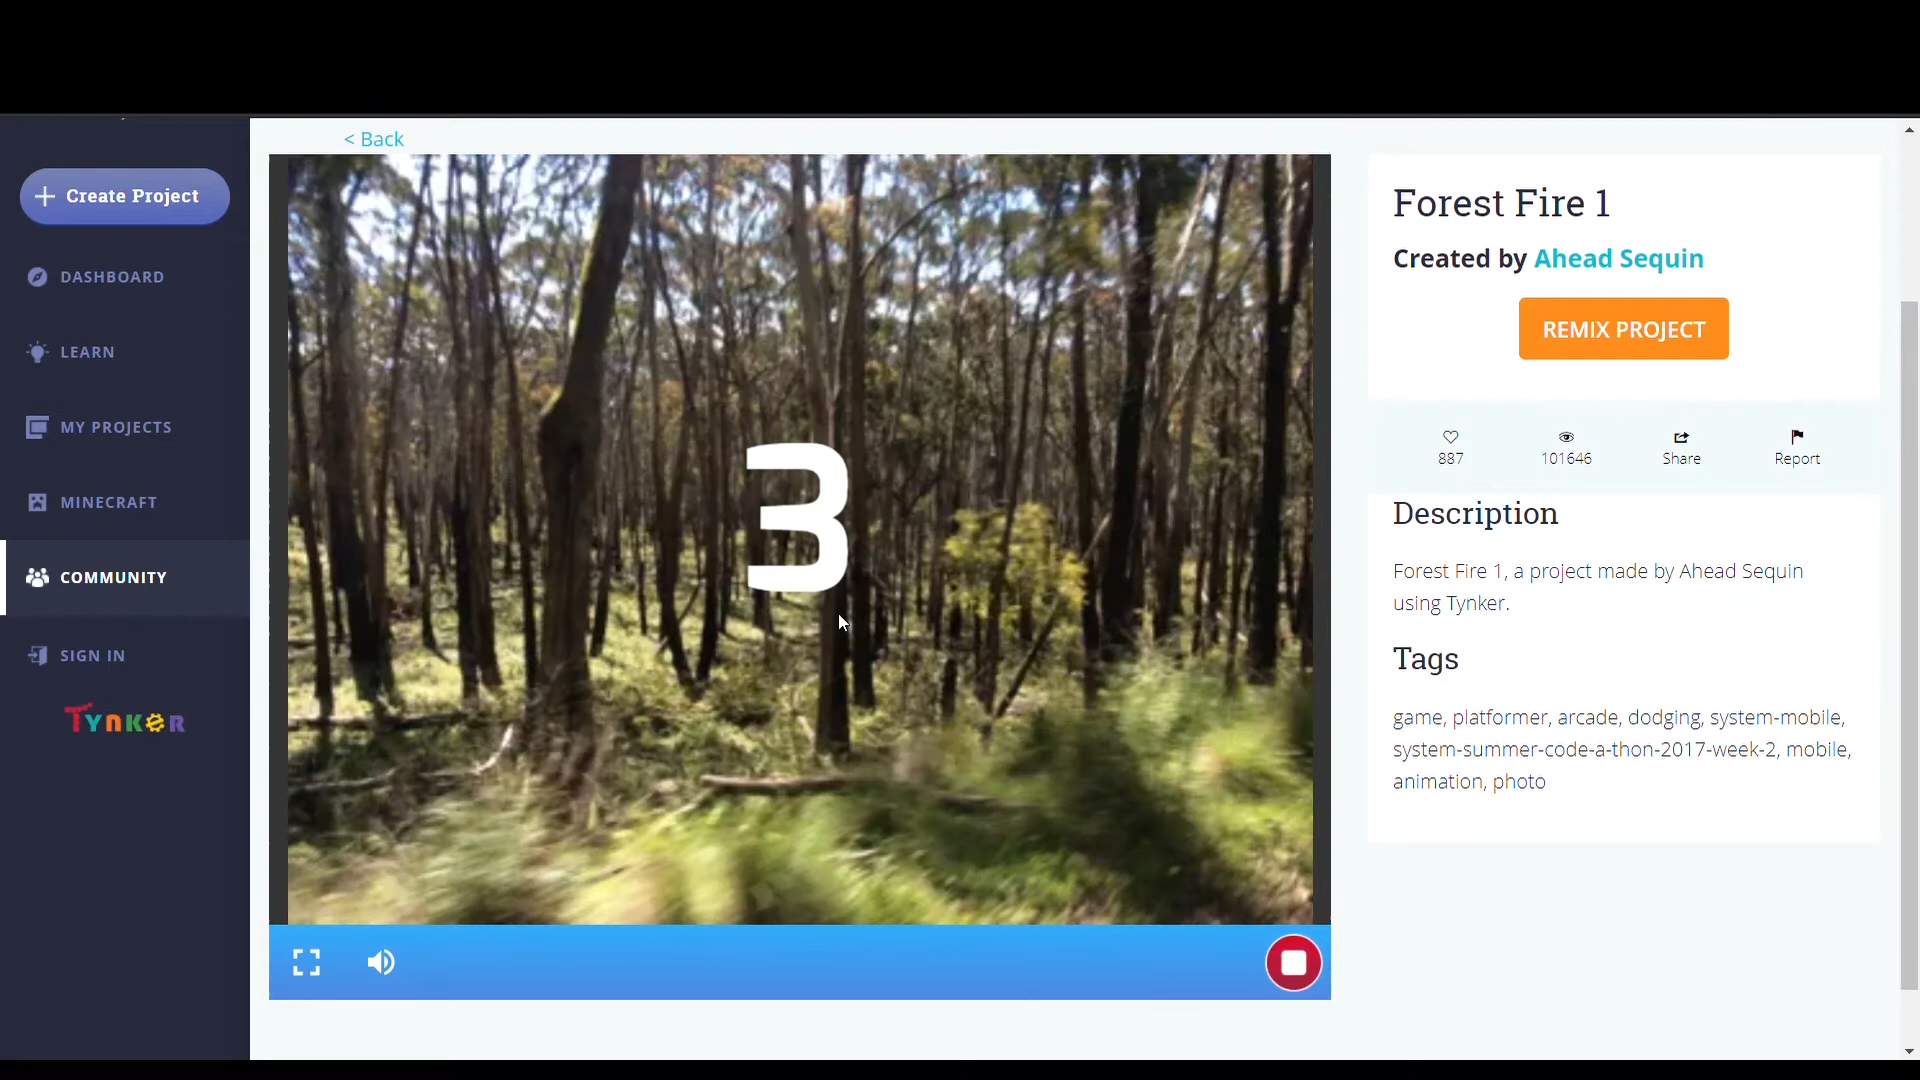 < Back
Create Project
DASHBOARD
LEARN
MY PROJECTS
MINECRAFT
COMMUNITY
SIGN IN
TYNKER
3
Forest Fire 1
Created by Ahead Sequin
REMIX PROJECT
887
101646
Share
Report
Description
Forest Fire 1, a project made by Ahead Sequin
using Tynker.
Tags
game, platformer, arcade, dodging, system-mobile,
system-summer-code-a-thon-2017-week-2, mobile,
animation, photo